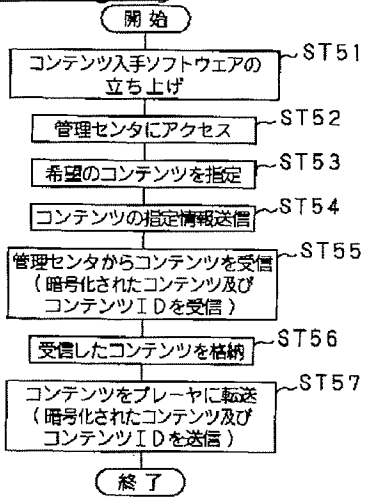 開始
コンテンツ入手ソフトウェアの
立ち上げ
ST51
管理センタにアクセス
ST52
希望のコンテンツを指定
ST53
コンテンツの指定情報送信
ST54
管理センタからコンテンツを受信
(暗号化されたコンテンツ及び
コンテンツIDを受信)
ST55
受信したコンテンツを格納
ST56
コンテンツをプレーヤに転送
(暗号化されたコンテンツ及び
コンテンツIDを送信)
ST57
終了